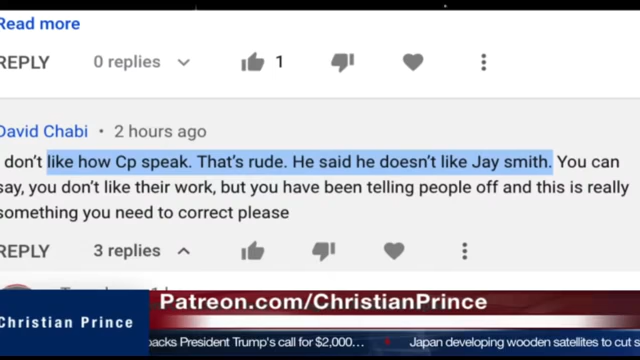 Read more
REPLY 0 replies 1
David Chabi • 2 hours ago
don't like how Cp speak. That's rude. He said he doesn't like Jay smith. You can
say, you don't like their work, but you have been telling people off and this is really
something you need to correct please
REPLY 3 replies
Patreon.com/ChristianPrince
Christian Prince
backs President Trump's call for $2,000... Japan developing wooden satellites to cut s